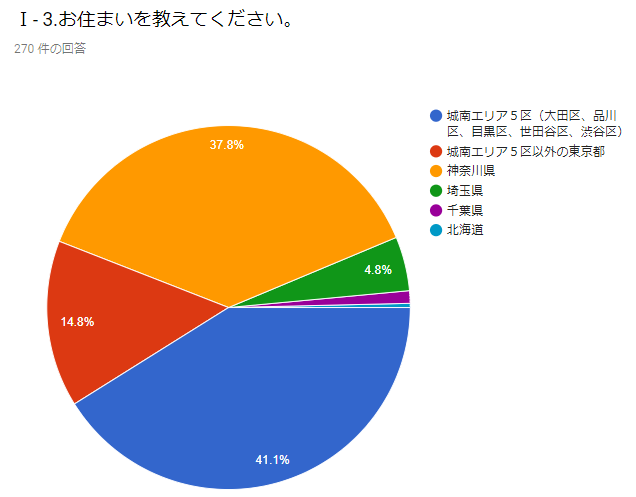 Ⅰ- 3.お住まいを教えてください。
270 件の回答
37.8%
4.8%
14.8%
41.1%
城南エリア５区（大田区、品川
区、目黒区、世田谷区、渋谷区）
城南エリア５区以外の東京都
神奈川県
埼玉県
千葉県
北海道